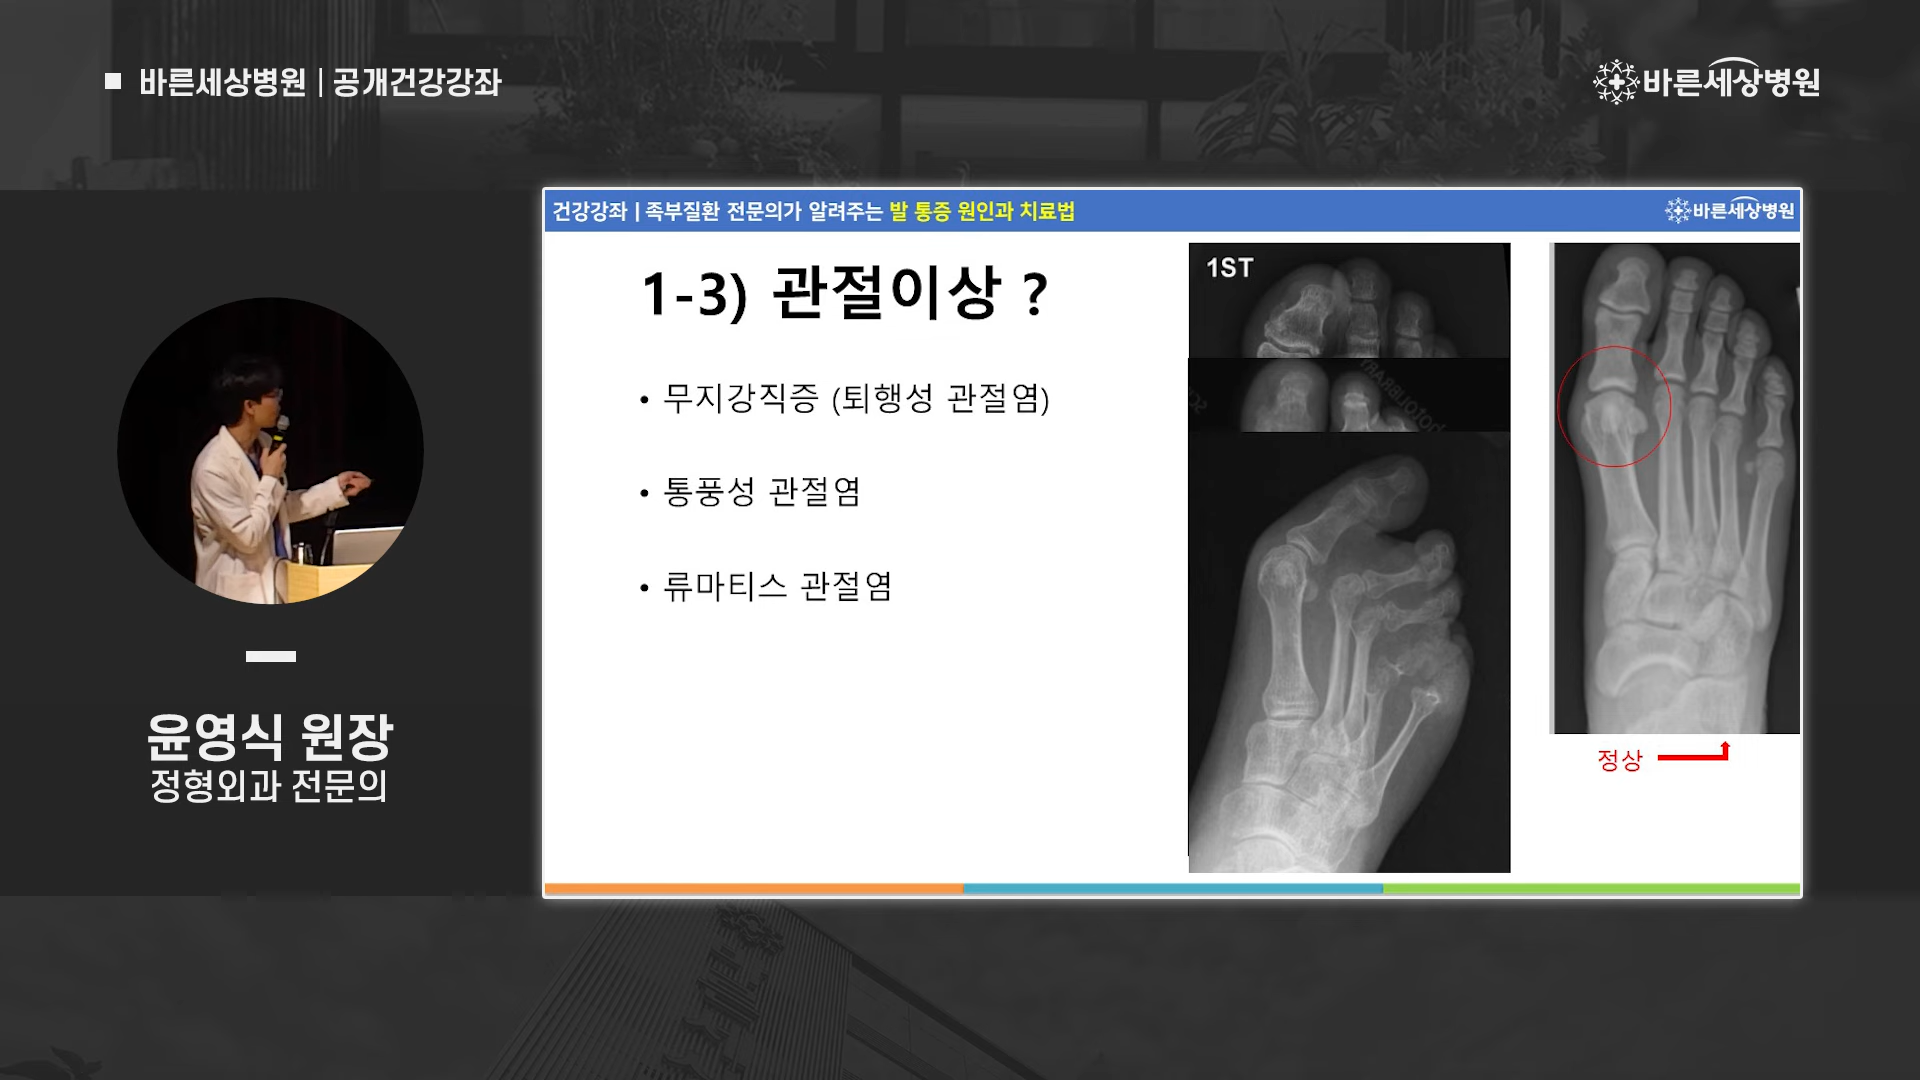 바른세상병원 | 공개건강강좌
바른세상병원
건강강좌 | 족부질환 전문의가 알려주는 발 통증 원인과 치료법
바른세상병원
1-3) 관절이상 ?
• 무지강직증 (퇴행성 관절염)
• 통풍성 관절염
• 류마티스 관절염
1ST
정상
윤영식 원장
정형외과 전문의